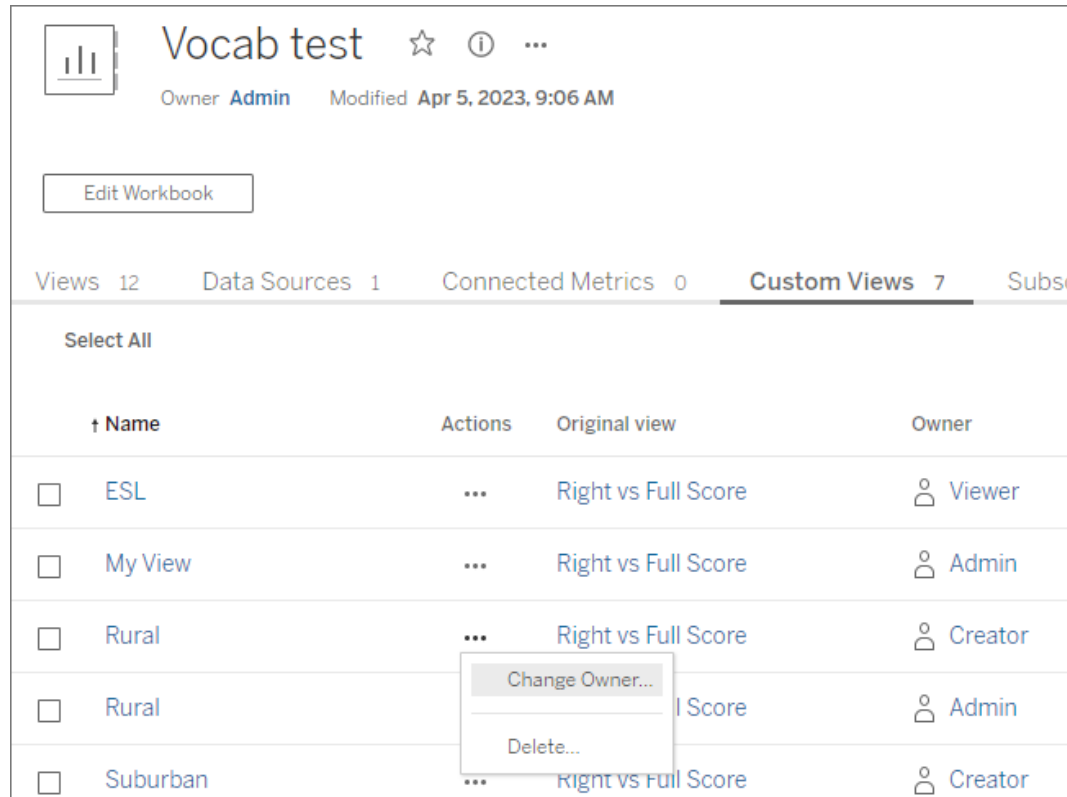 Vocab test
Owner Admin Modified Apr 5, 2023, 9:06 AM
Edit Workbook
Views 12 Data Sources 1 Connected Metrics 0 Custom Views 7
Select All
↑ Name Actions Original view Owner
ESL ••• Right vs Full Score Viewer
My View ••• Right vs Full Score Admin
Rural ••• Right vs Full Score Creator
Change Owner...
Rural l Score Admin
Delete...
Suburban ••• Right vs Full Score Creator